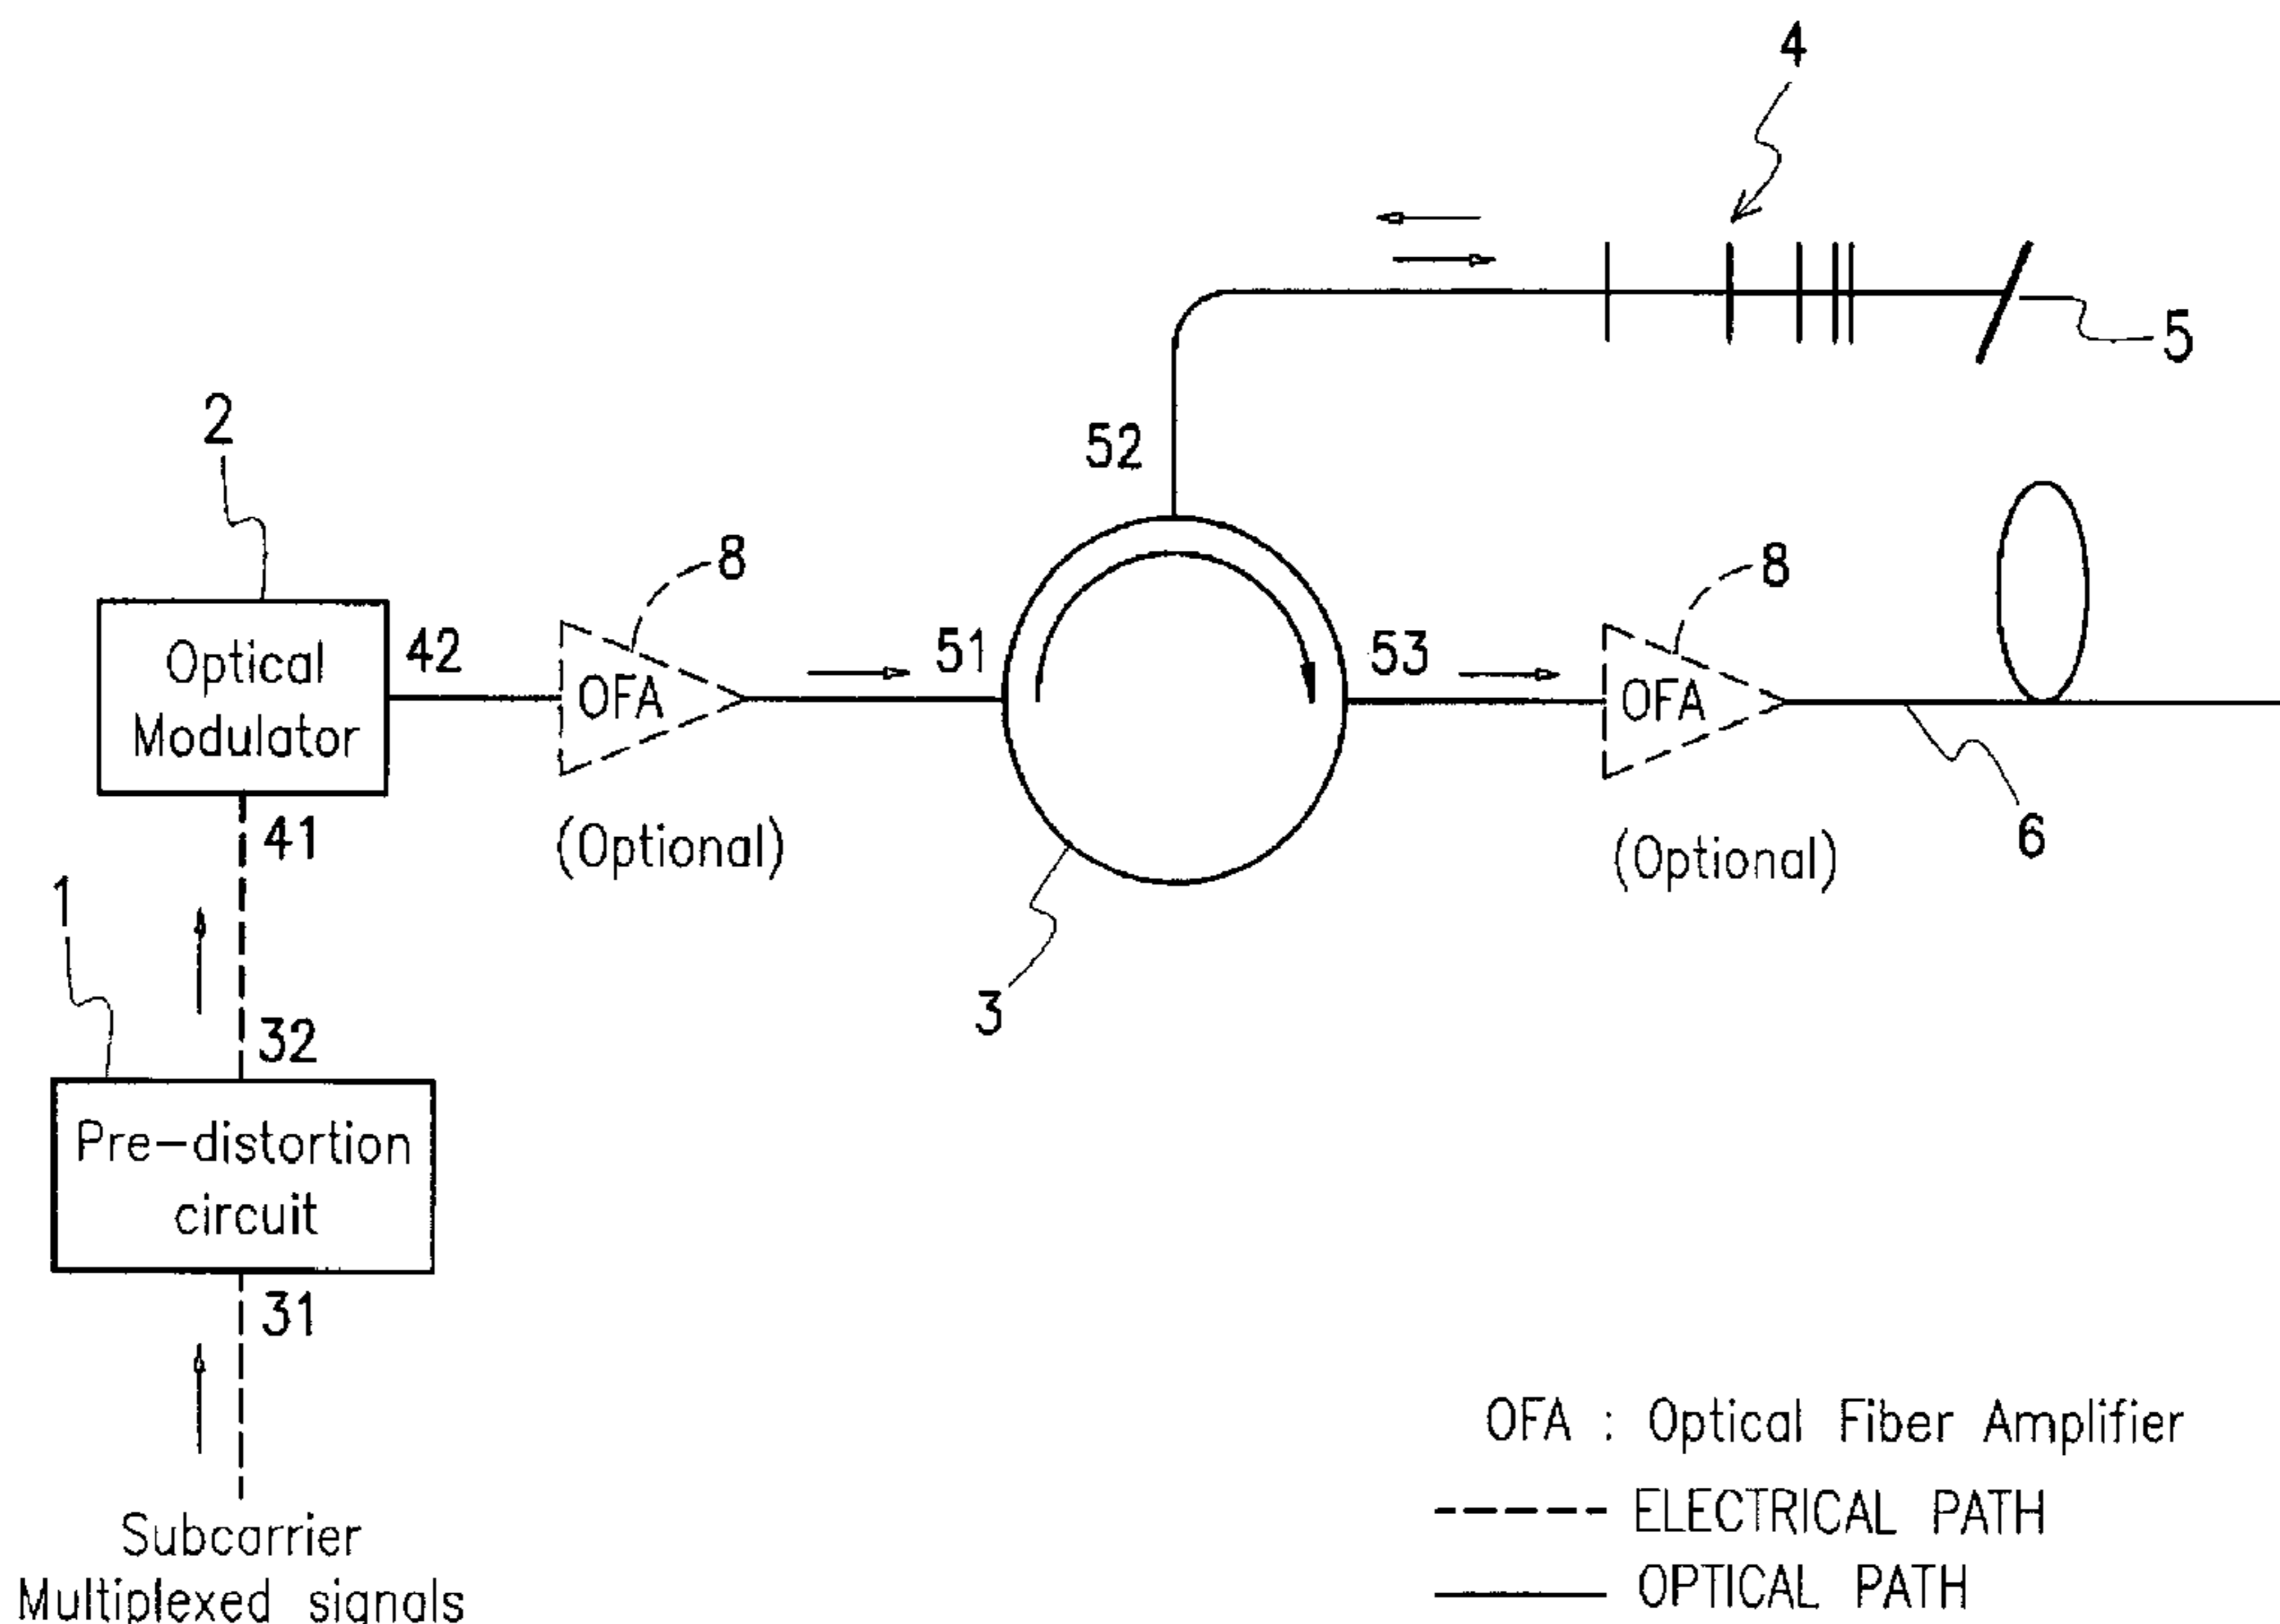 4
5
52
2
8
8
Optical
Modulator
42
OFA
51
53
OFA
41
(Optional)
(Optional)
6
1
3
32
Pre-distortion
circuit
31
OFA : Optical Fiber Amplifier
ELECTRICAL PATH
OPTICAL PATH
Subcarrier
Multiplexed signals